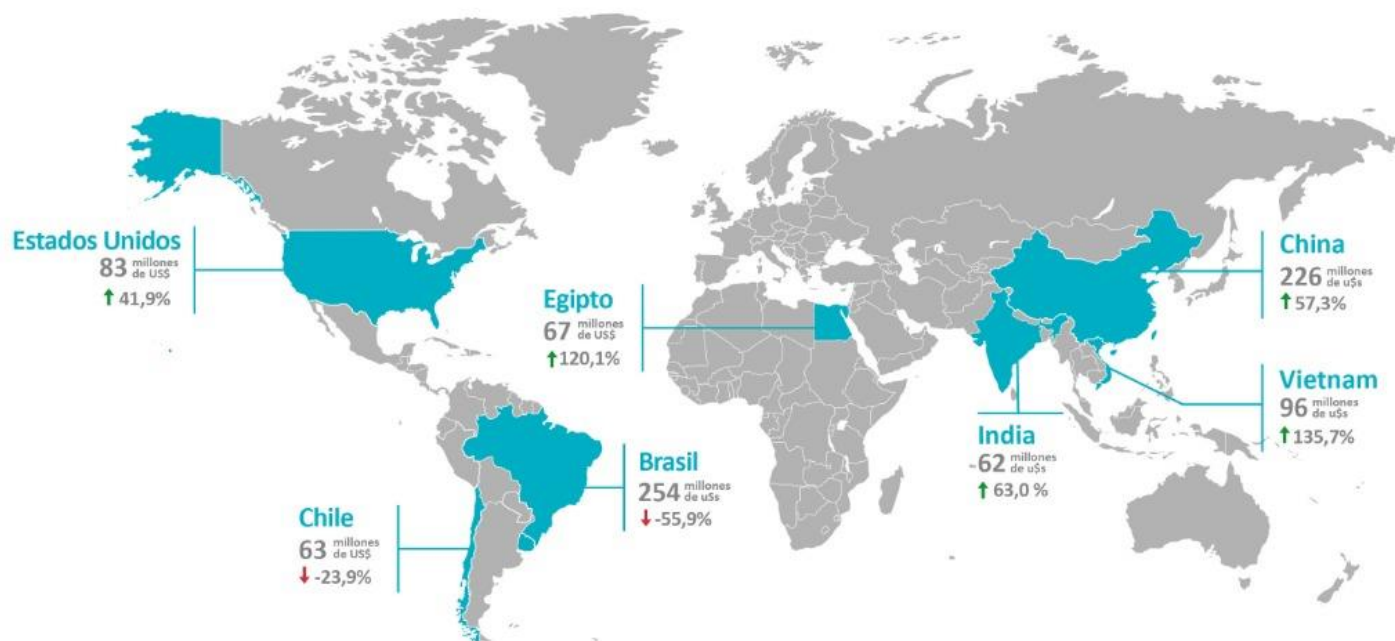 Estados Unidos
83 millones de US$
↑ 41,9%
Egipto
67 millones de US$
↑ 120,1%
China
226 millones de u$s
↑ 57,3%
Vietnam
96 millones de u$s
↑ 135,7%
India
-62 millones de u$s
↑ 63,0 %
Brasil
254 millones de u$s
↓ -55,9%
Chile
63 millones de US$
↓ -23,9%